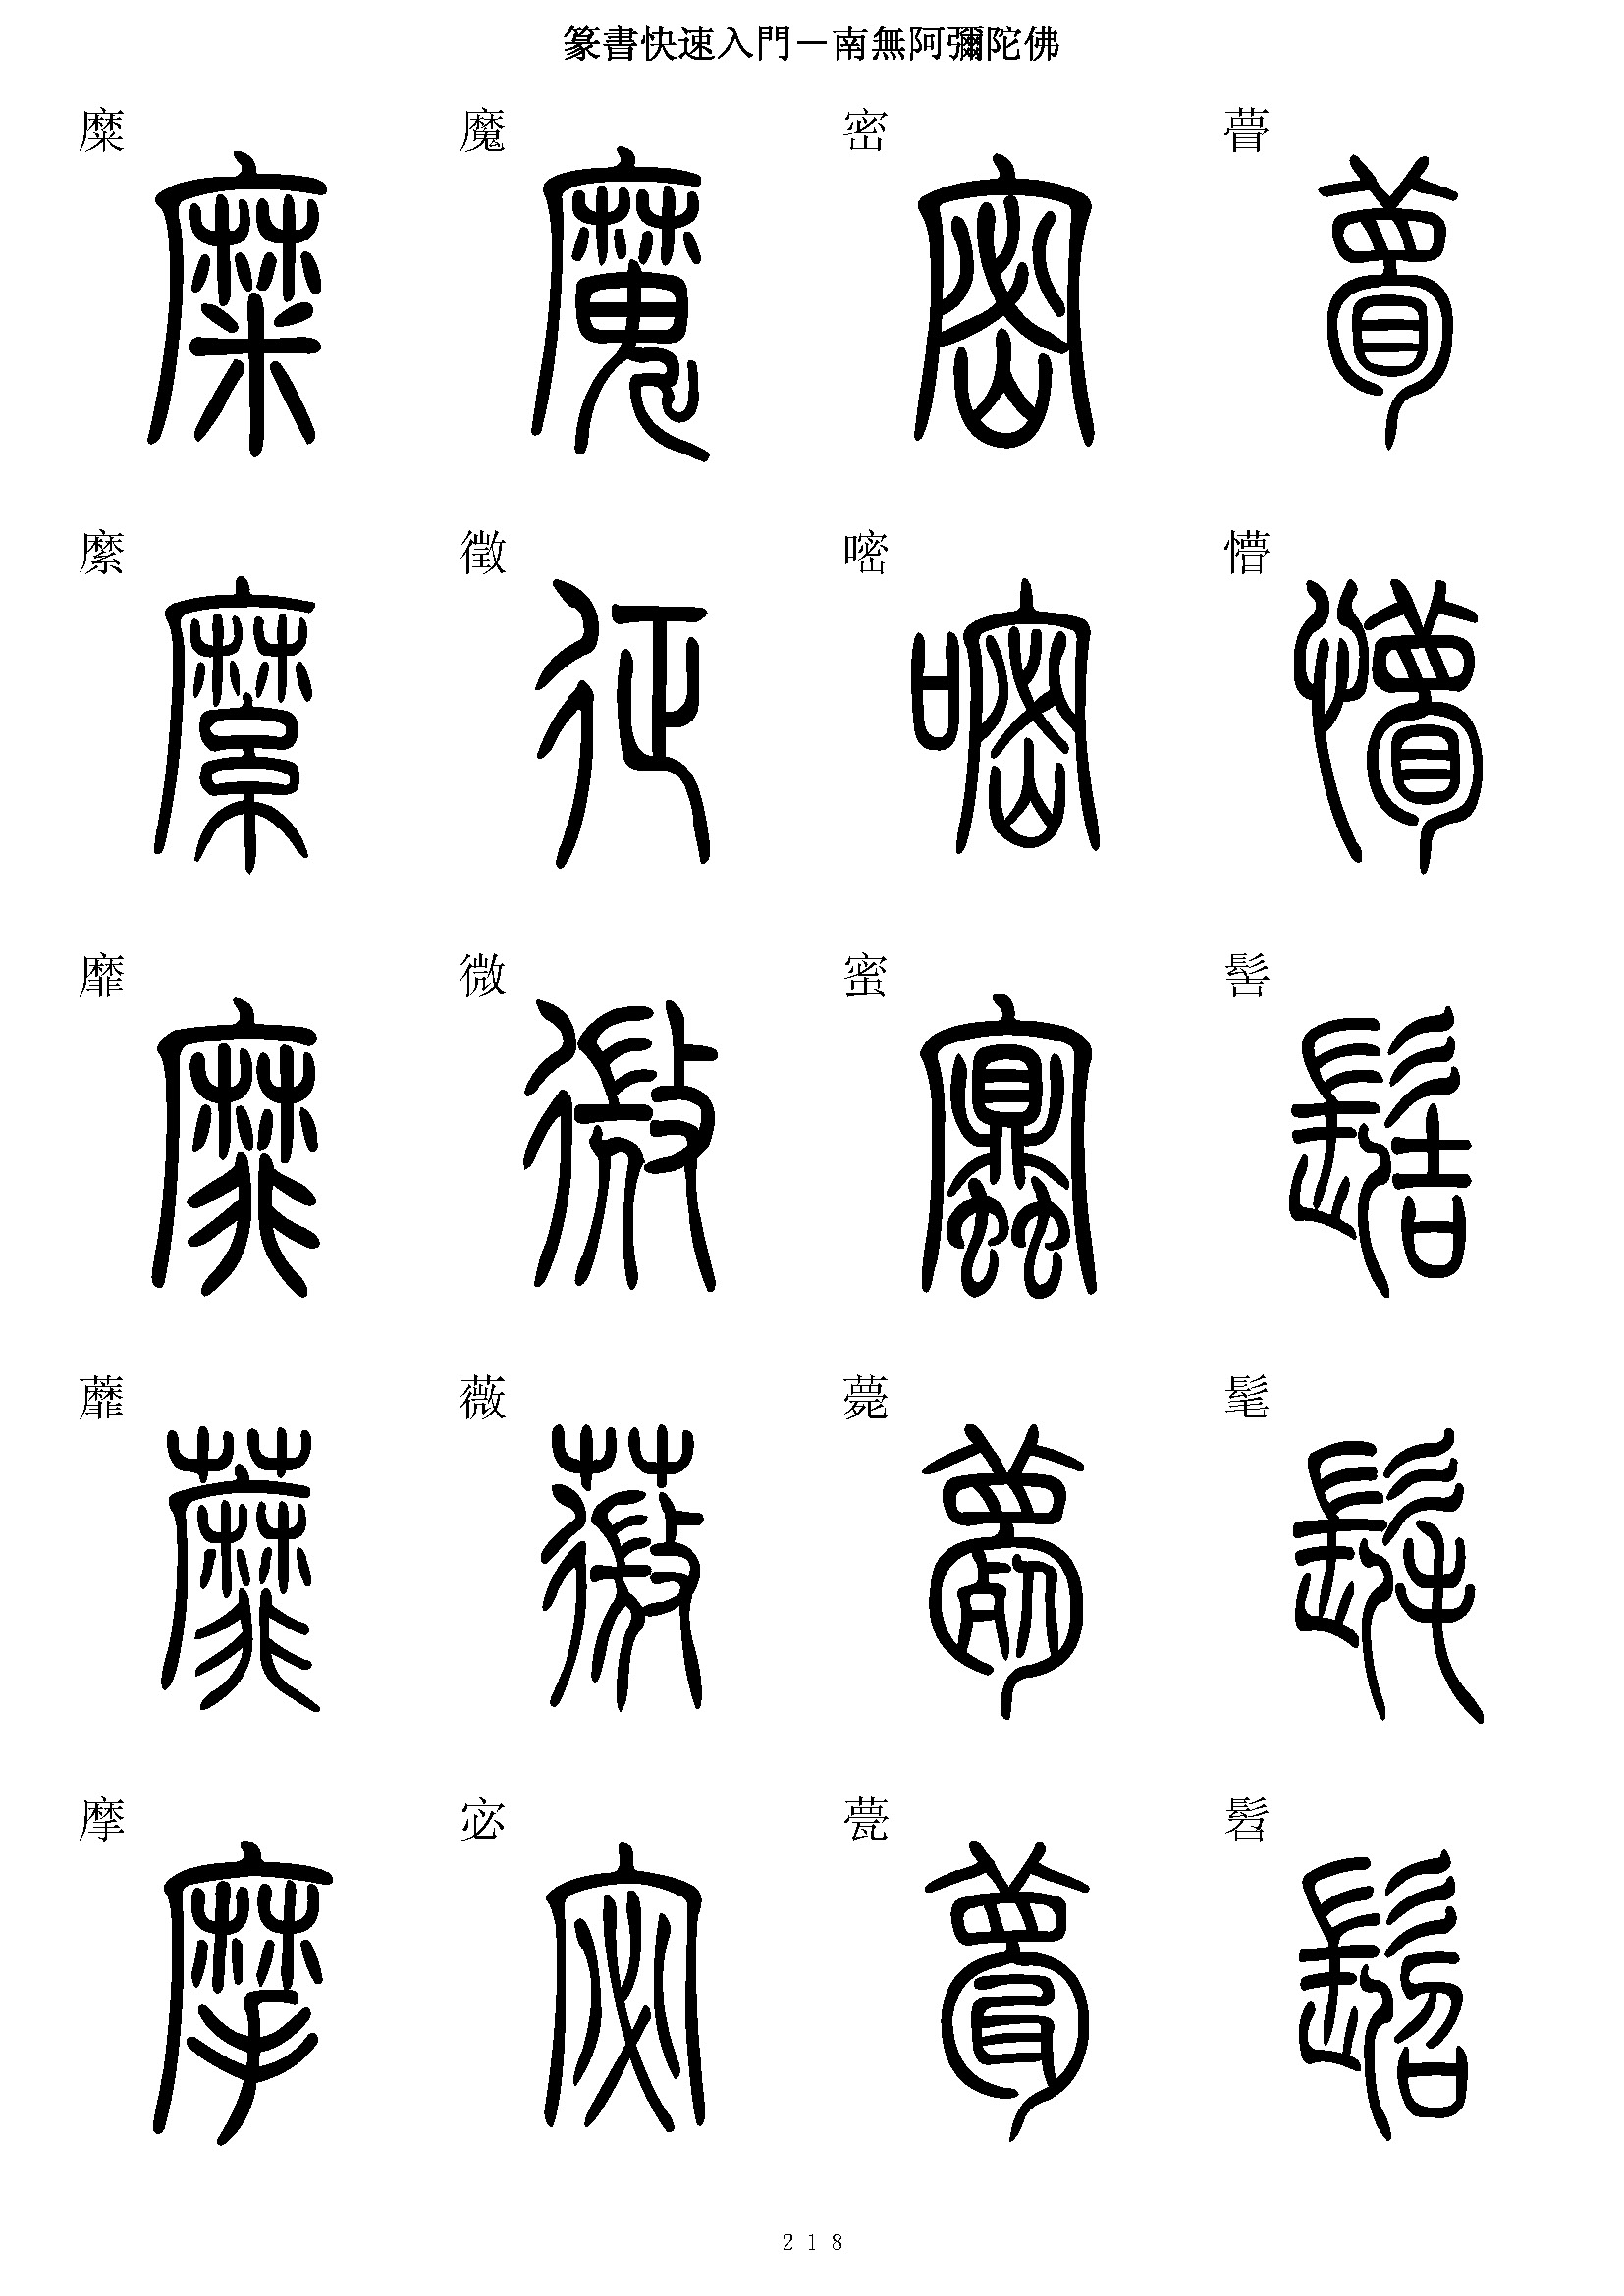 篆書快速入門－南無阿彌陀佛
糜 魔 密 瞢
縻 徵 嘧 懵
靡 微 蜜 髻
蘼 薇 薨 髦
摩 宓 甍 髫
218